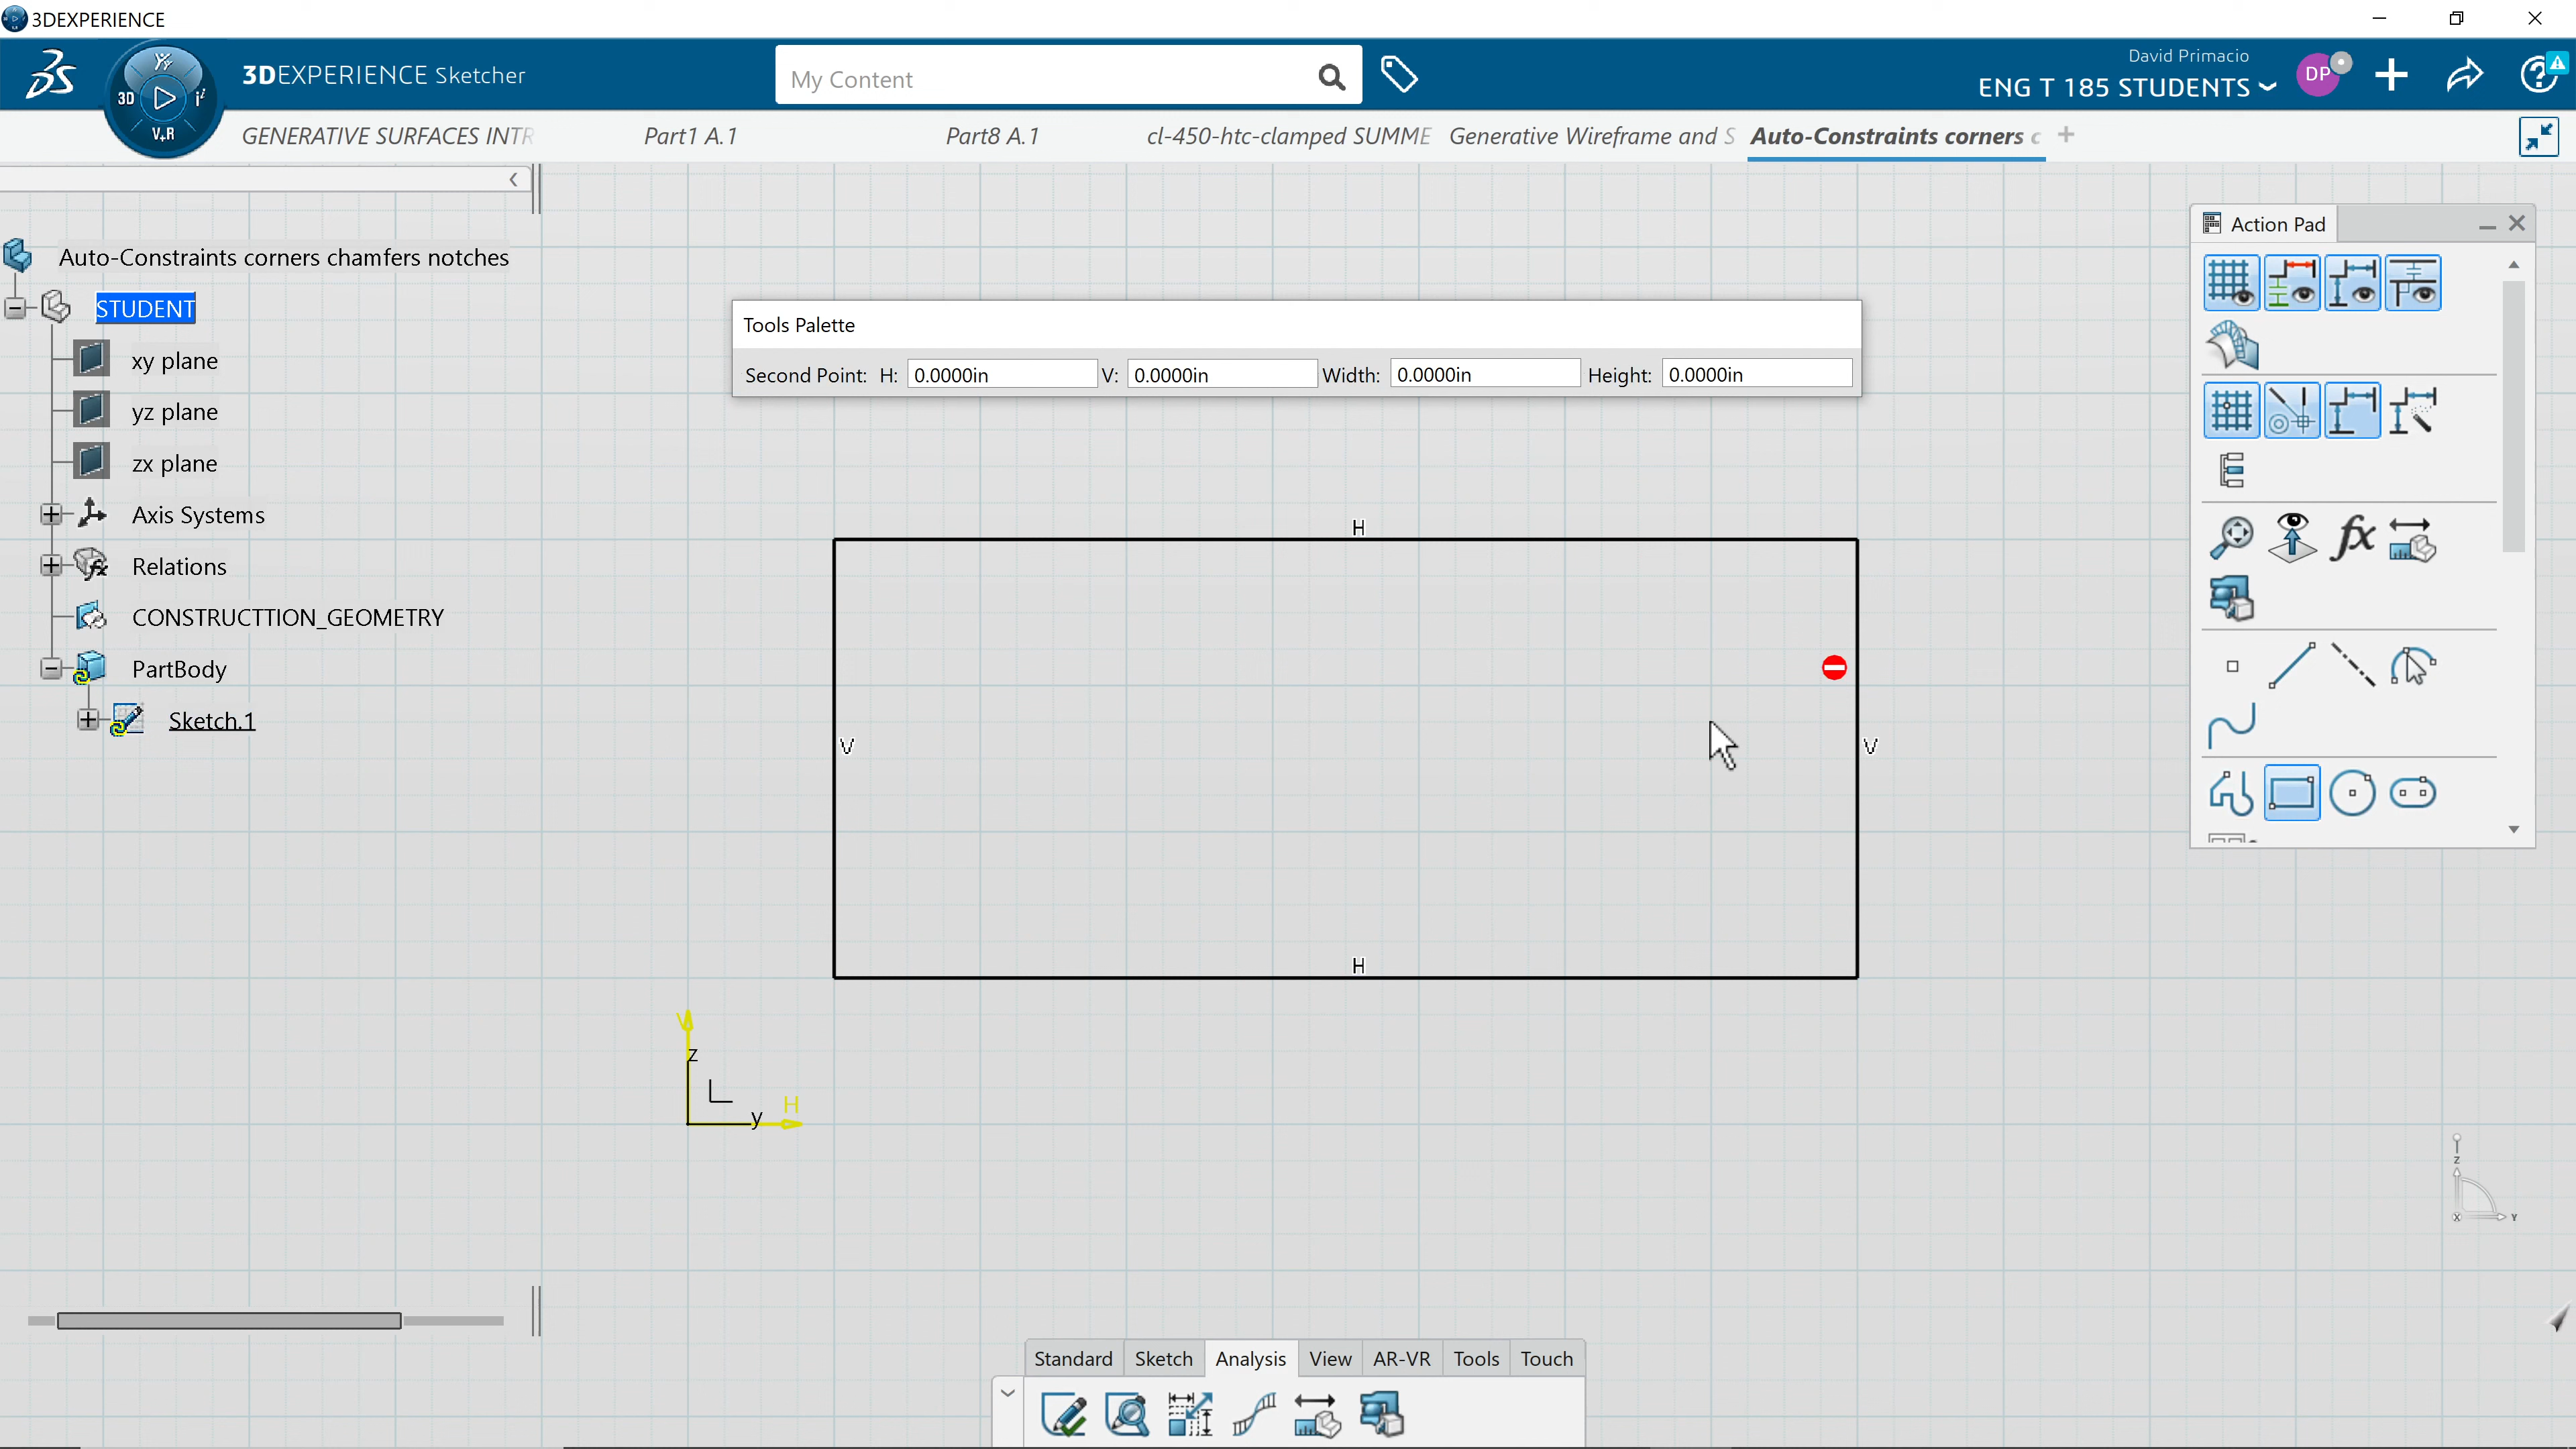 3DEXPERIENCE
3DEXPERIENCE Sketcher
My Content
David Primacio
ENG T 185 STUDENTS
DP
3D
V+R
GENERATIVE SURFACES INTR
Part1 A.1
Part8 A.1
cl-450-htc-clamped SUMME
Generative Wireframe and S
Auto-Constraints corners c
Auto-Constraints corners chamfers notches
STUDENT
xy plane
yz plane
zx plane
Axis Systems
Relations
CONSTRUCTTION_GEOMETRY
PartBody
Sketch.1
Tools Palette
Second Point: H: 0.0000in V: 0.0000in Width: 0.0000in Height: 0.0000in
Action Pad
fx
H
V
V
H
V
z
H
y
z
x
Y
Standard
Sketch
Analysis
View
AR-VR
Tools
Touch